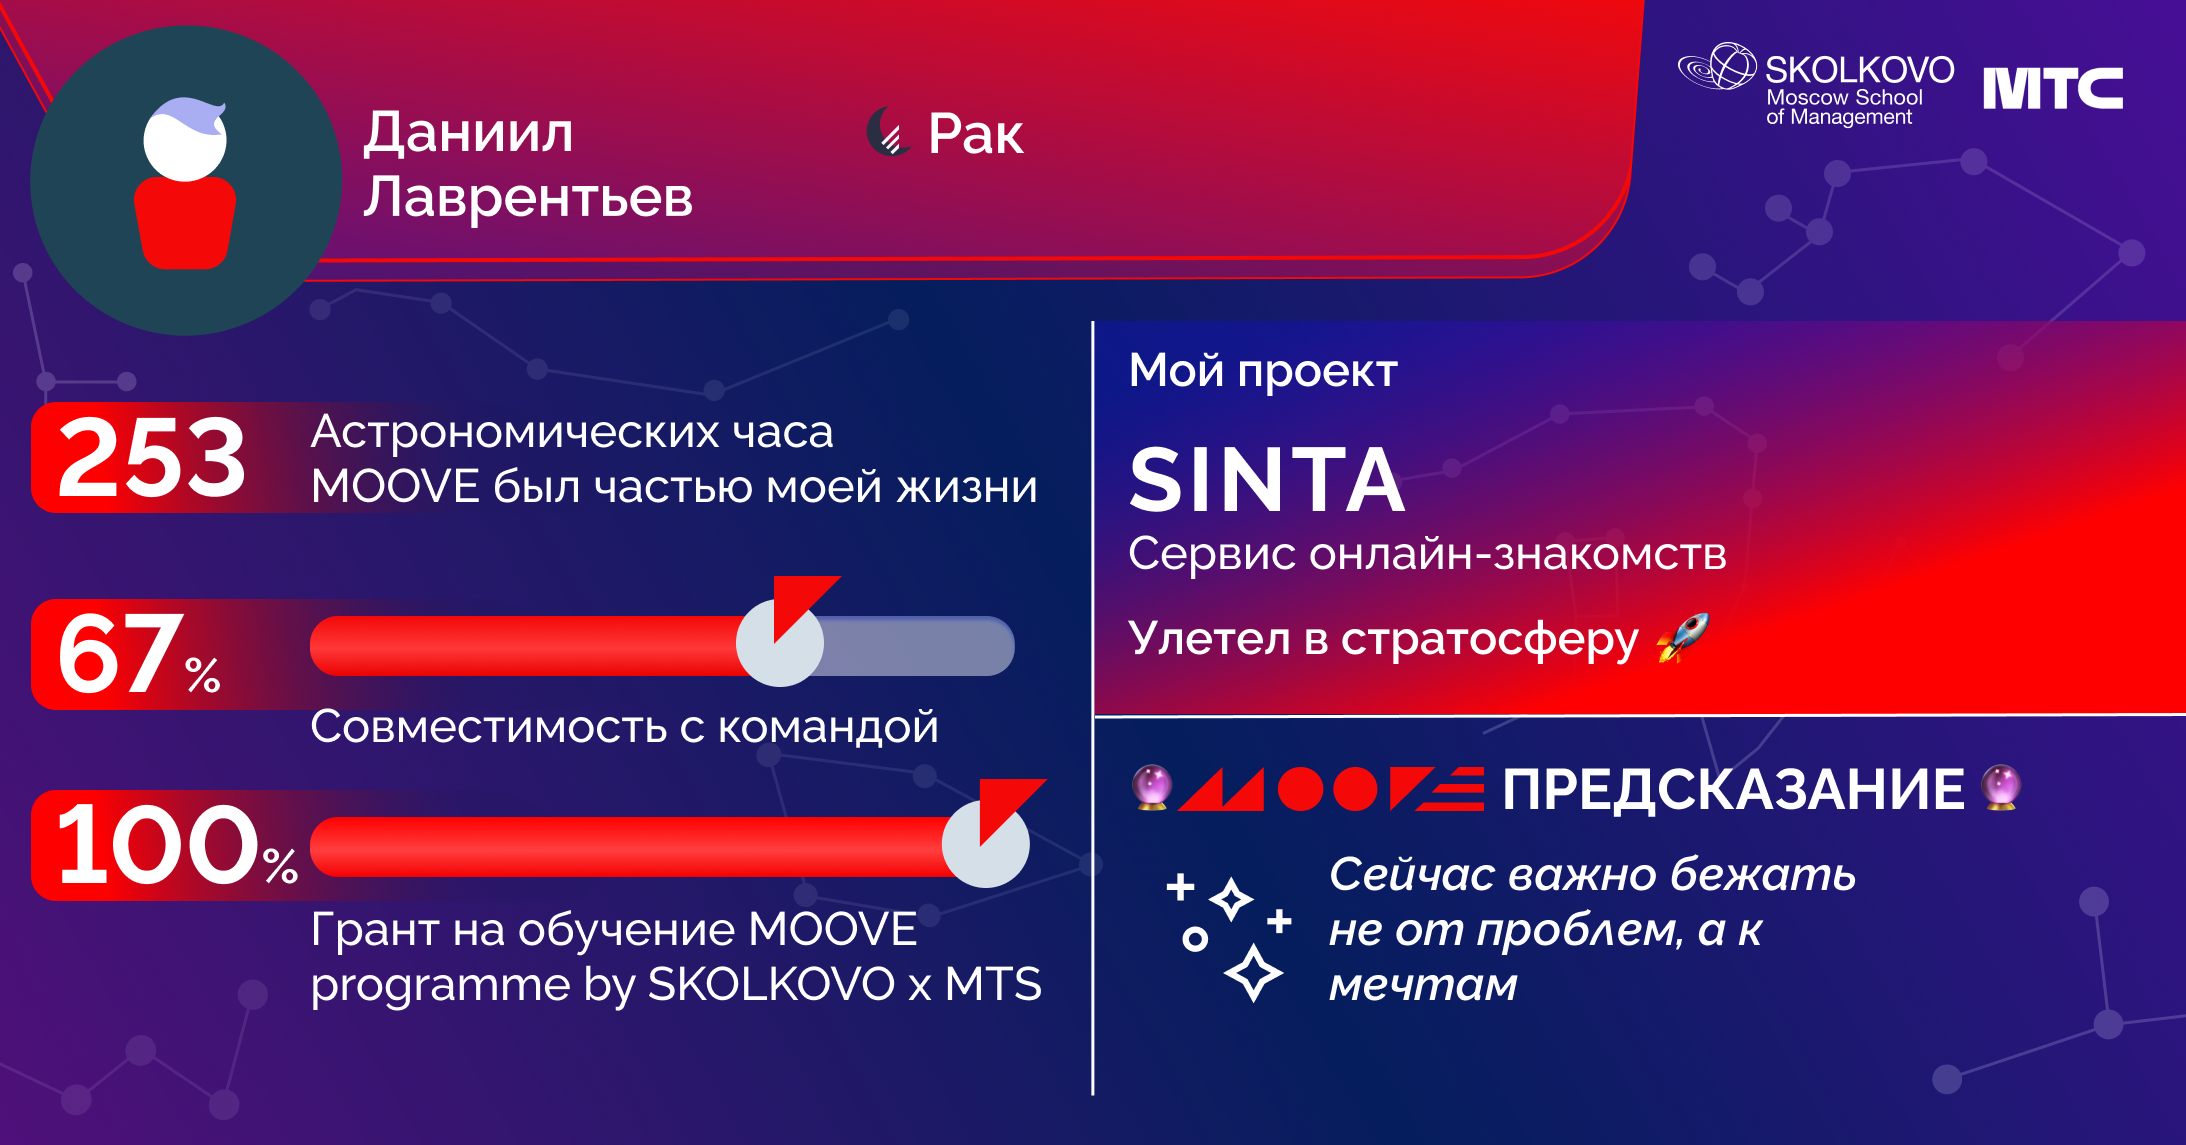 Даниил
Лаврентьев
Рак
SKOLKOVO
Moscow School
of Management
МТС
253
Астрономических часа
MOOVE был частью моей жизни
67%
Совместимость с командой
100%
Грант на обучение MOOVE
programme by SKOLKOVO x MTS
Мой проект
SINTA
Сервис онлайн-знакомств
Улетел в стратосферу 🚀
🔮 MOOVE ПРЕДСКАЗАНИЕ 🔮
Сейчас важно бежать
не от проблем, а к
мечтам